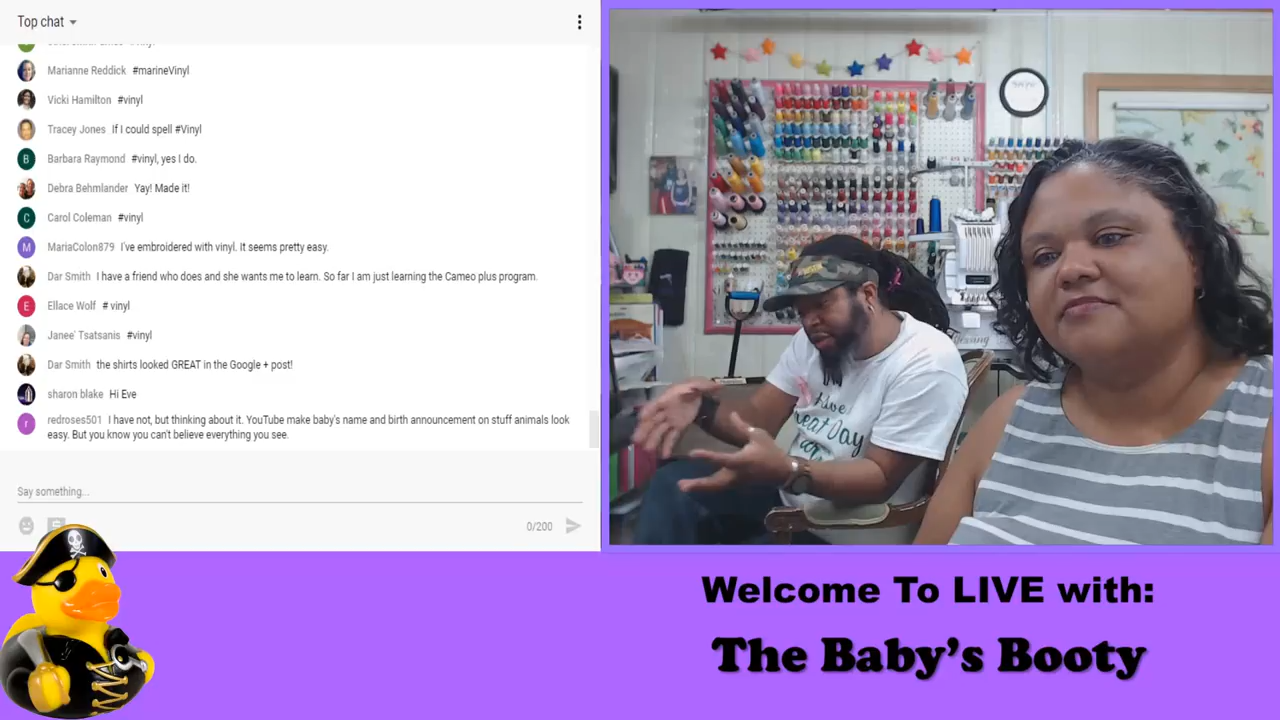 Top chat
#vinyl
Marianne Reddick #marineVinyl
Vicki Hamilton #vinyl
Tracey Jones If I could spell #Vinyl
Barbara Raymond #vinyl, yes I do.
Debra Behmlander Yay! Made it!
Carol Coleman #vinyl
MariaColon879 I've embroidered with vinyl. It seems pretty easy.
Dar Smith I have a friend who does and she wants me to learn. So far I am just learning the Cameo plus program.
Ellace Wolf # vinyl
Janee' Tsatsanis #vinyl
Dar Smith the shirts looked GREAT in the Google + post!
sharon blake Hi Eve
redroses501 I have not, but thinking about it. YouTube make baby's name and birth announcement on stuff animals look
easy. But you know you can't believe everything you see.
Say something...
0/200
Great Day
Welcome To LIVE with:
The Baby's Booty